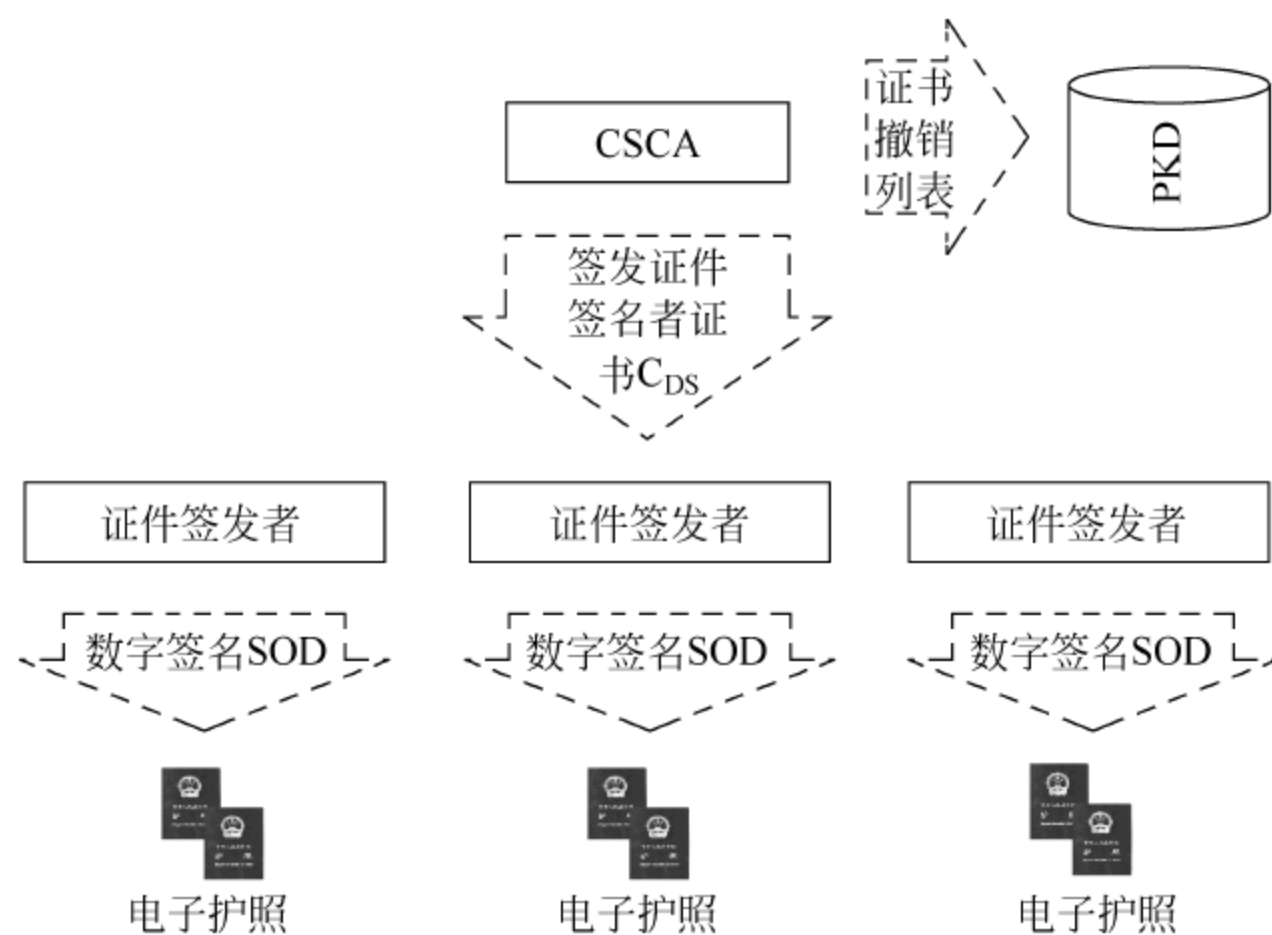 CSCA
证书
撤销
列表
PKD
签发证件
签名者证
书C_DS
证件签发者
证件签发者
证件签发者
数字签名SOD
数字签名SOD
数字签名SOD
电子护照
电子护照
电子护照